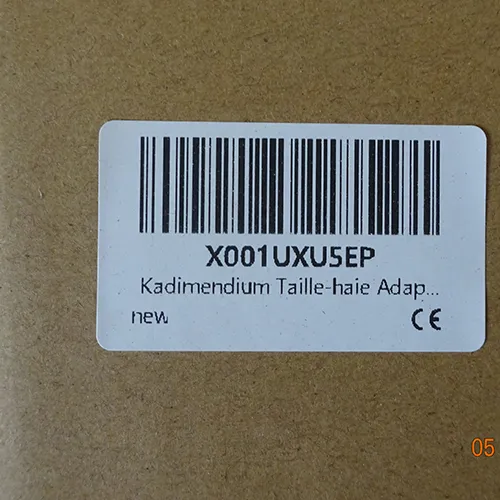 X001UXU5EP
Kadimendium Taille-haie Adap...
new
CE
05